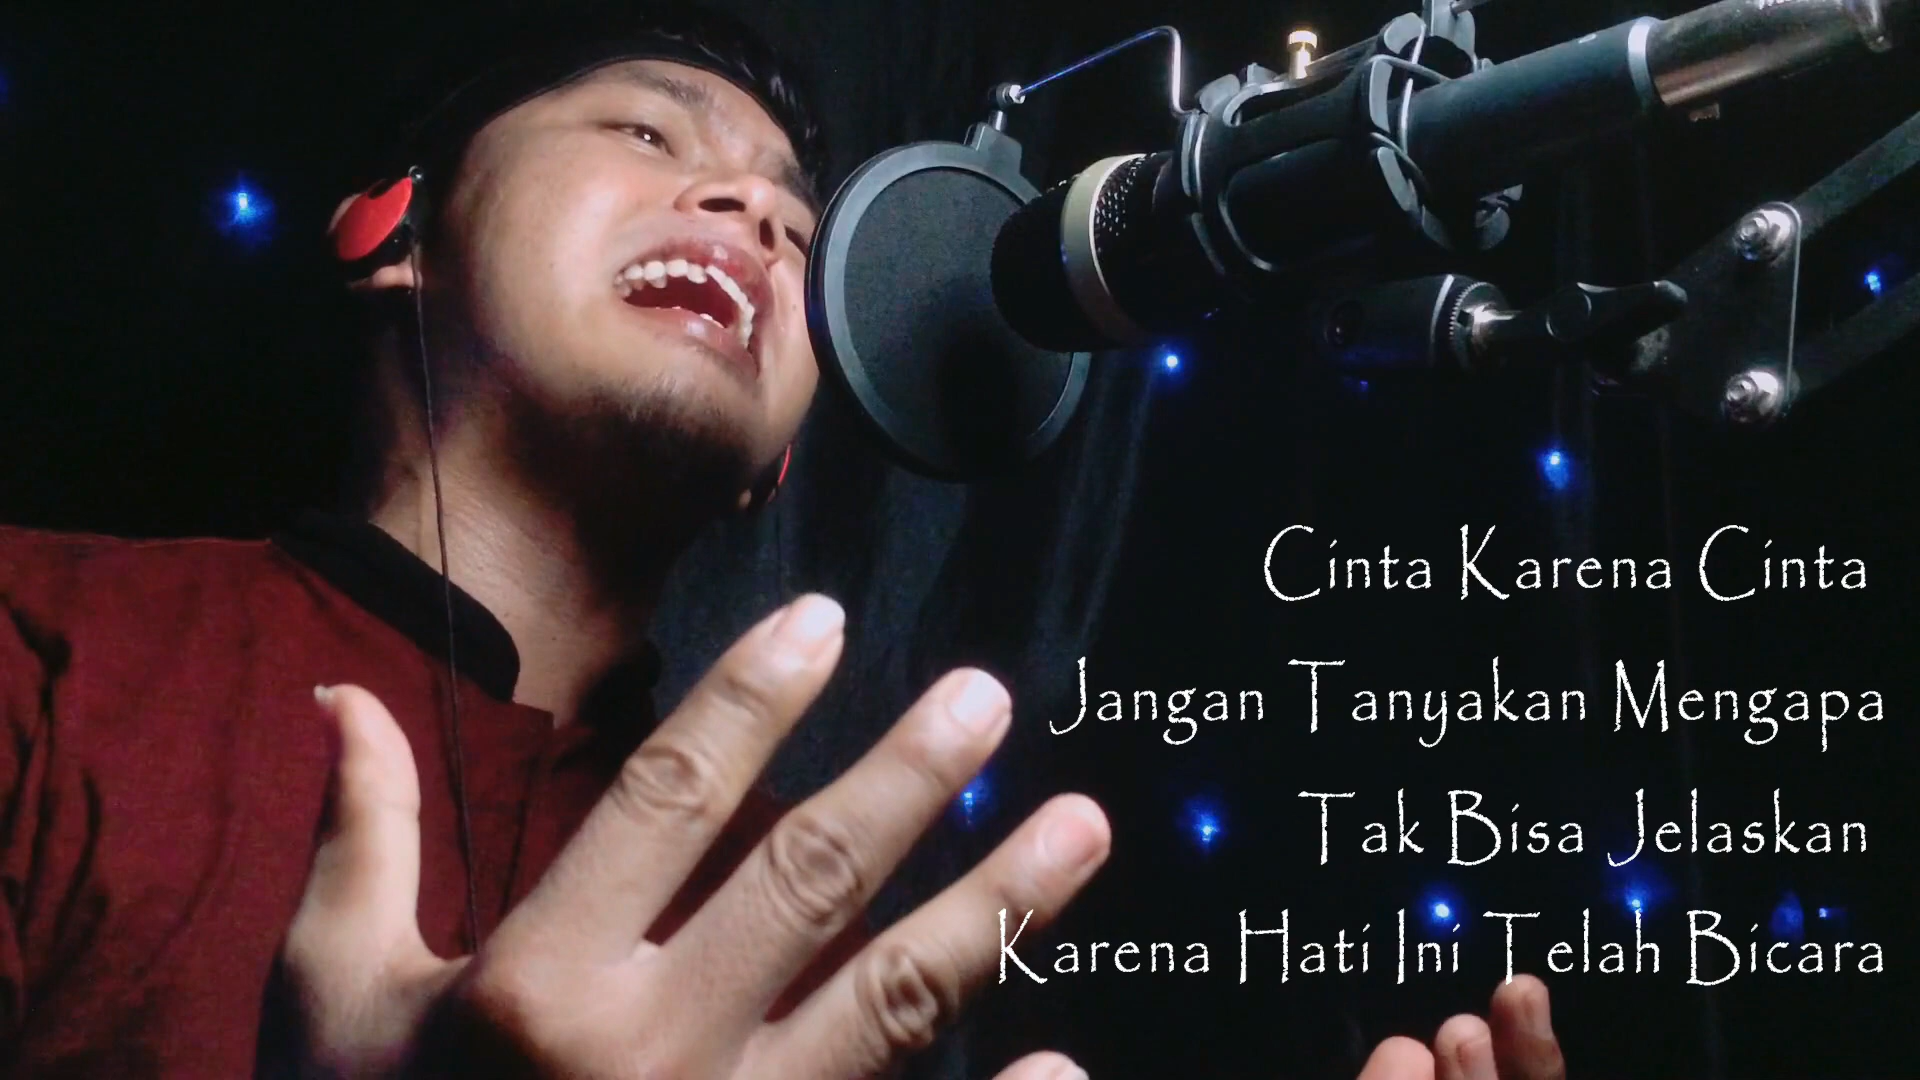 Cinta Karena Cinta
Jangan Tanyakan Mengapa
Tak Bisa Jelaskan
Karena Hati Ini Telah Bicara